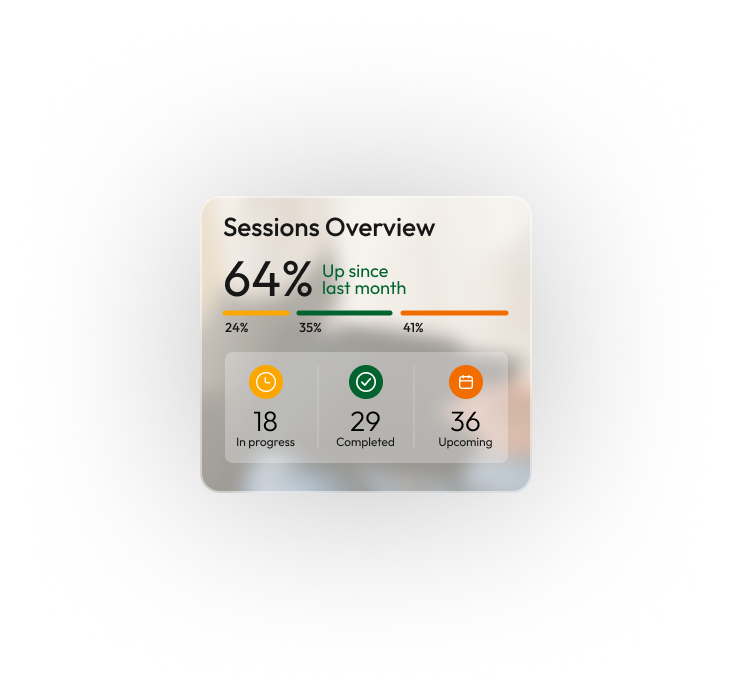 Sessions Overview
64% Up since
last month
24% 35% 41%
18 29 36
In progress Completed Upcoming